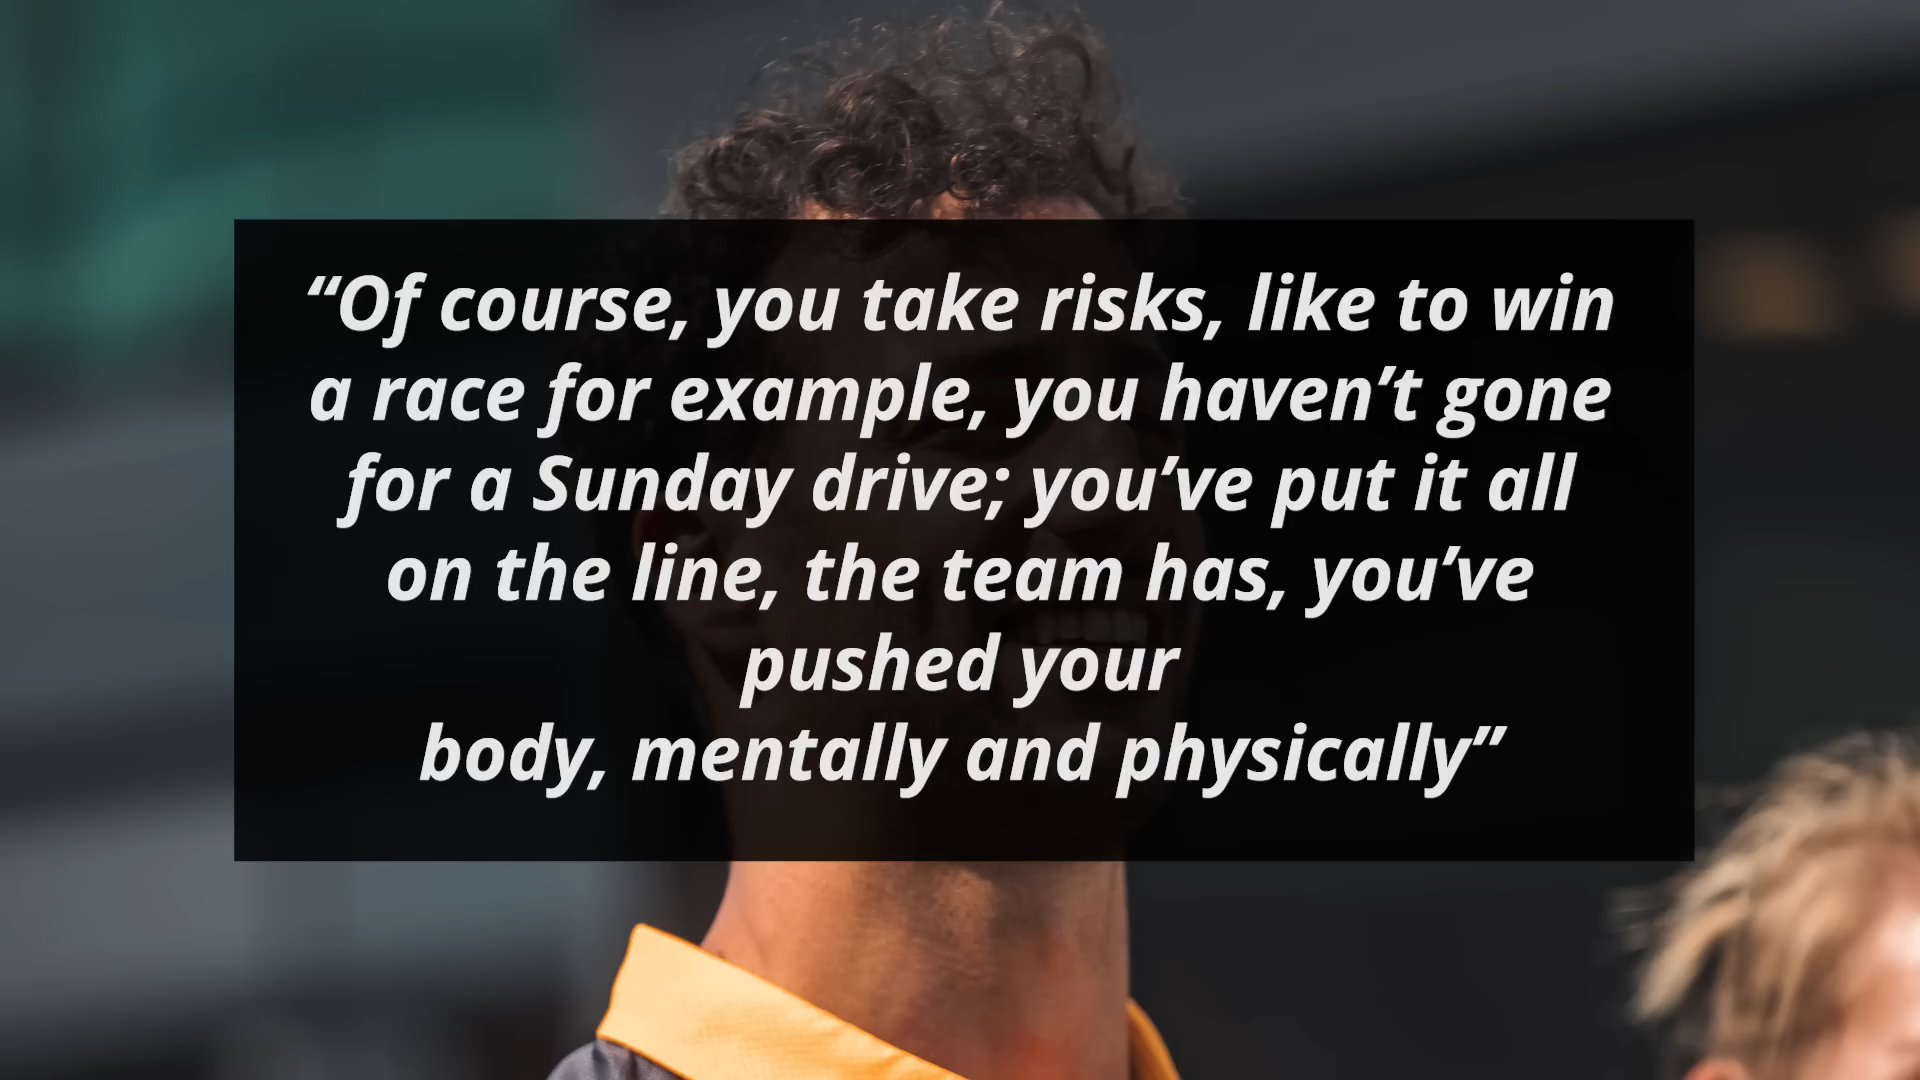 “Of course, you take risks, like to win
a race for example, you haven’t gone
for a Sunday drive; you’ve put it all
on the line, the team has, you’ve
pushed your
body, mentally and physically”